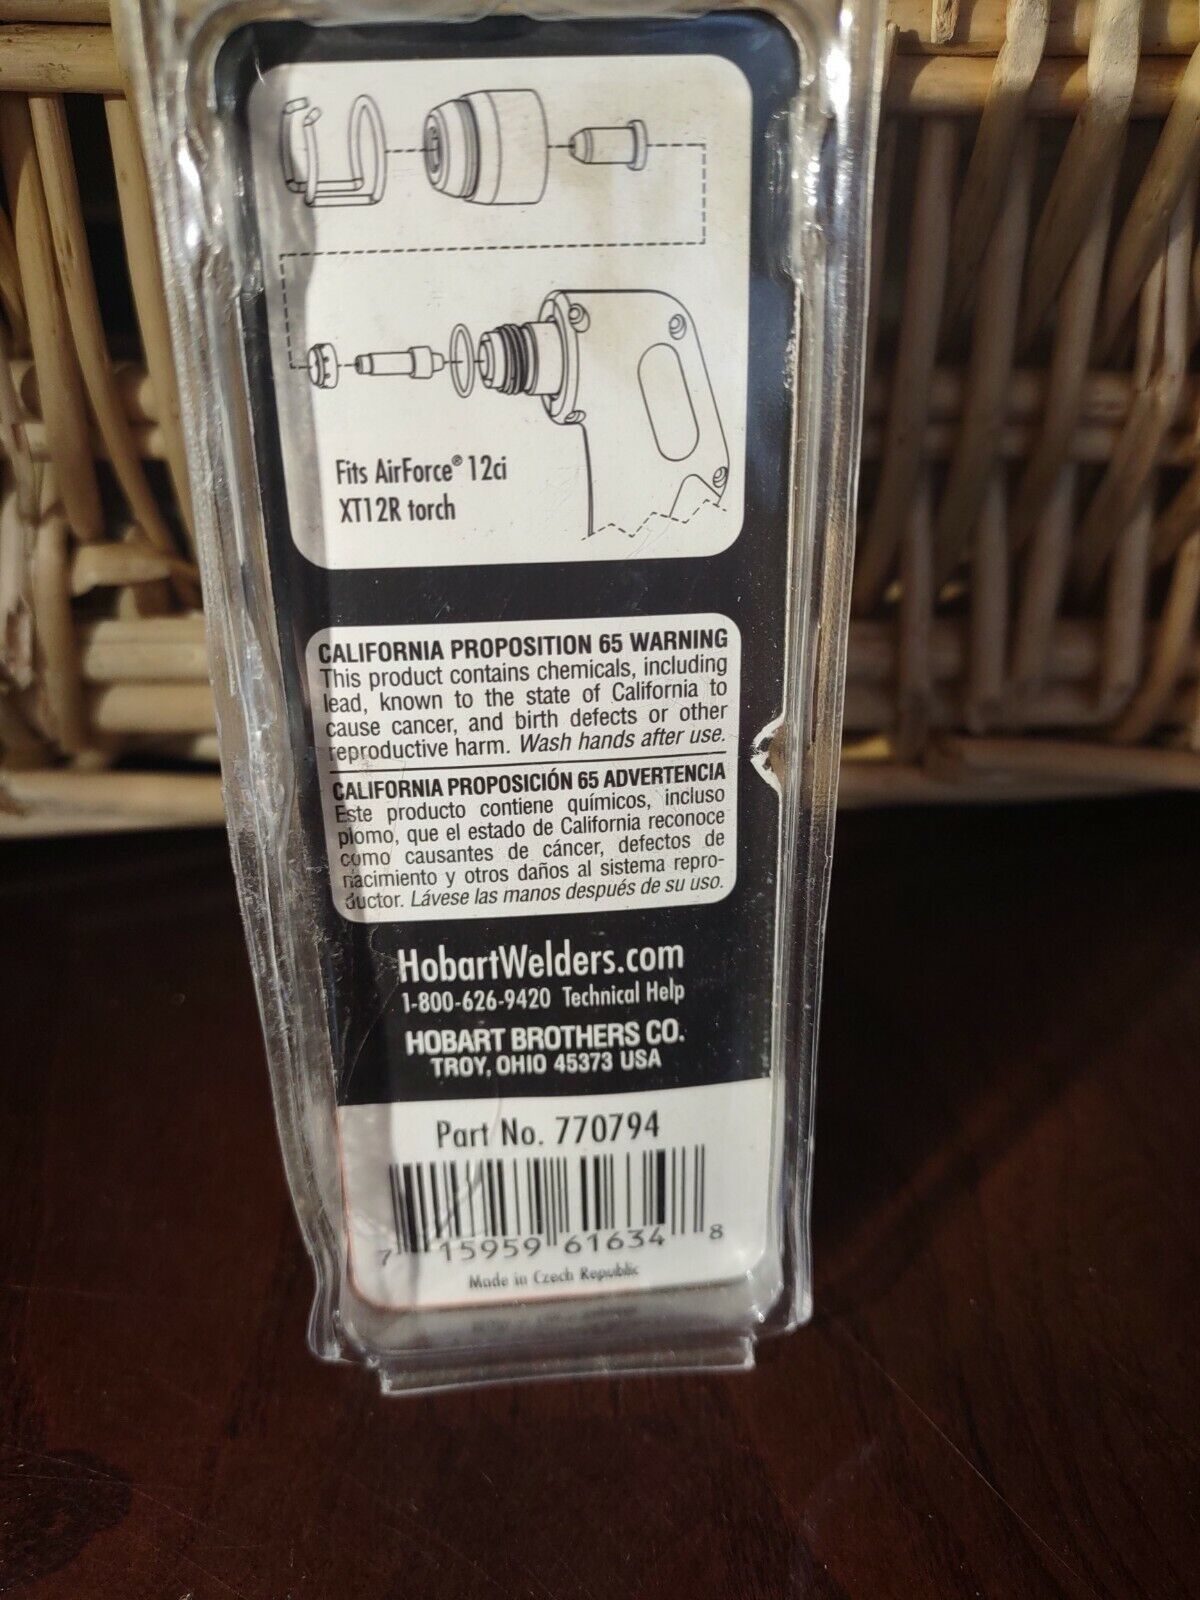 Fits AirForce® 12ci
XT12R torch
CALIFORNIA PROPOSITION 65 WARNING
This product contains chemicals, including
lead, known to the state of California to
cause cancer, and birth defects or other
reproductive harm. Wash hands after use.
CALIFORNIA PROPOSICIÓN 65 ADVERTENCIA
Este producto contiene químicos, incluso
plomo, que el estado de California reconoce
como causantes de cáncer, defectos de
nacimiento y otros daños al sistema repro-
ductor. Lávese las manos después de su uso.
HobartWelders.com
1-800-626-9420 Technical Help
HOBART BROTHERS CO.
TROY, OHIO 45373 USA
Part No. 770794
7 15959 61634 8
Made in Czech Republic